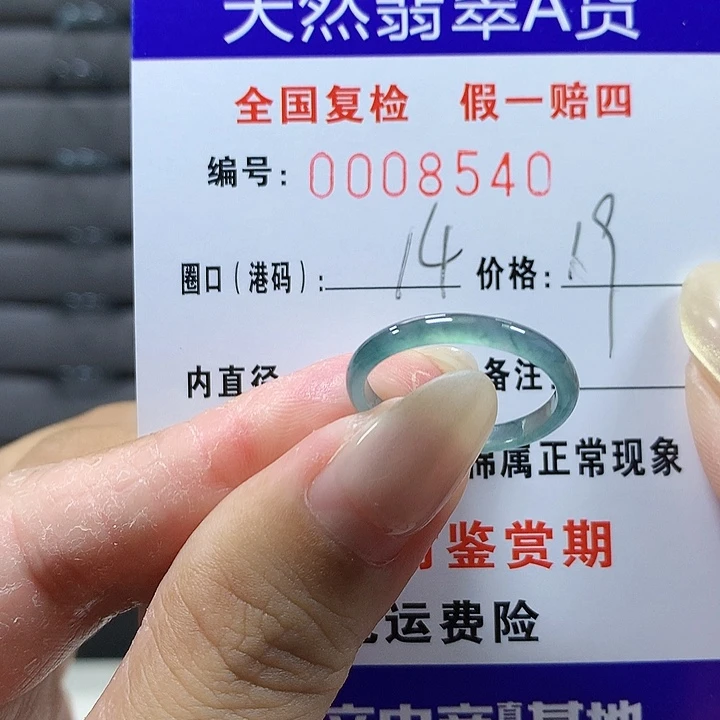 天然翡翠A货
全国复检 假一赔四
编号: 0008540
圈口(港码): 14 价格: 19
内直径 备注:
属正常现象
鉴赏期
运费险
基地